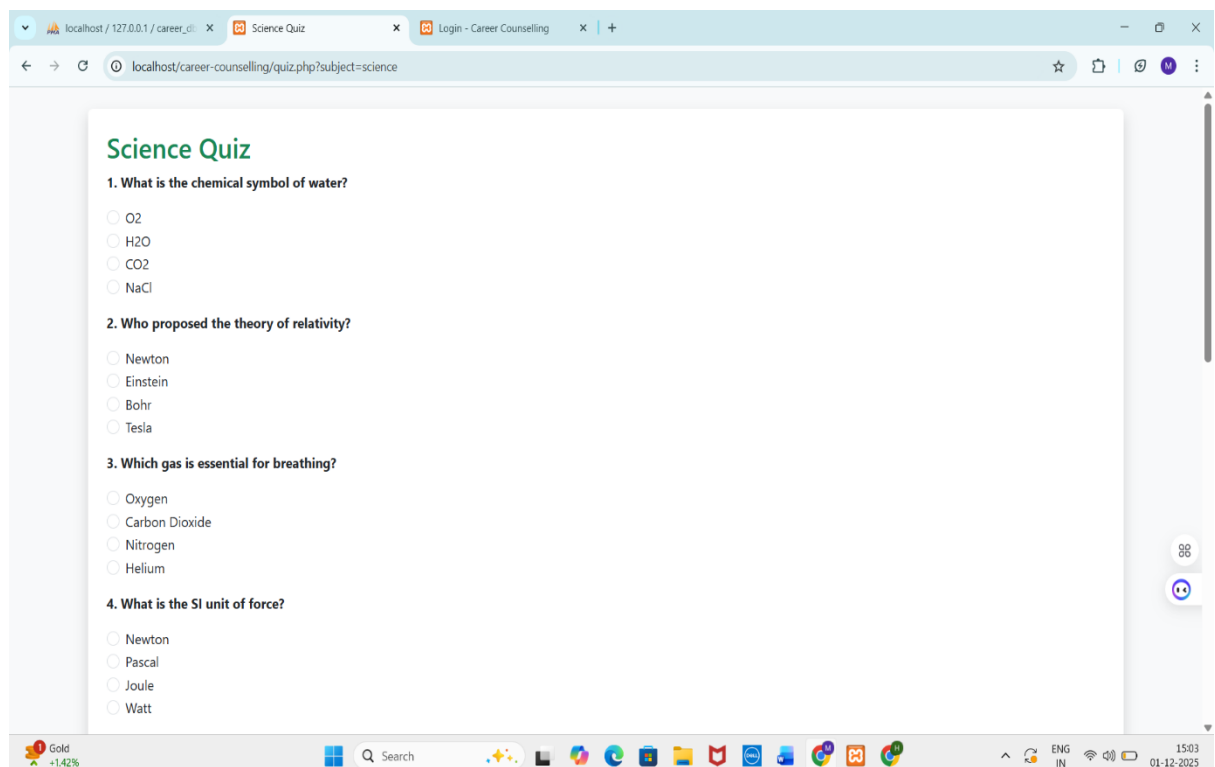 localhost / 127.0.0.1 / career_d
Science Quiz
Login - Career Counselling
localhost/career-counselling/quiz.php?subject=science
M
Science Quiz
1. What is the chemical symbol of water?
O2
H2O
CO2
NaCl
2. Who proposed the theory of relativity?
Newton
Einstein
Bohr
Tesla
3. Which gas is essential for breathing?
Oxygen
Carbon Dioxide
Nitrogen
Helium
4. What is the SI unit of force?
Newton
Pascal
Joule
Watt
1
Gold
+1.42%
Search
DELL
M
H
ENG
IN
15:03
01-12-2025